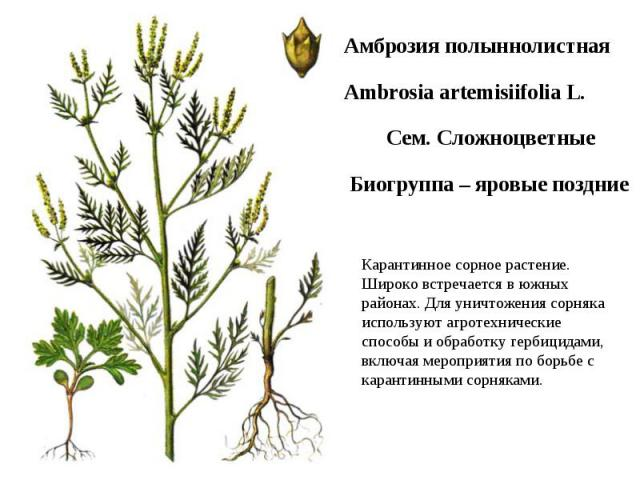 Амброзия полыннолистная
Ambrosia artemisiifolia L.
Сем. Сложноцветные
Биогруппа – яровые поздние
Карантинное сорное растение.
Широко встречается в южных
районах. Для уничтожения сорняка
используют агротехнические
способы и обработку гербицидами,
включая мероприятия по борьбе с
карантинными сорняками.